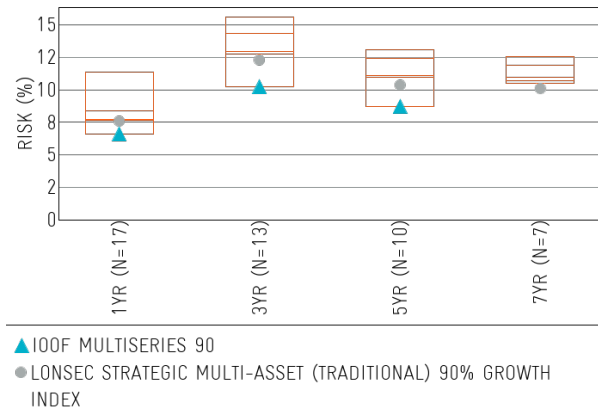 15
12
10
8
5
2
0
RISK (%)
1YR (N=17)
3YR (N=13)
5YR (N=10)
7YR (N=7)
IOOF MULTISERIES 90
LONSEC STRATEGIC MULTI-ASSET (TRADITIONAL) 90% GROWTH
INDEX